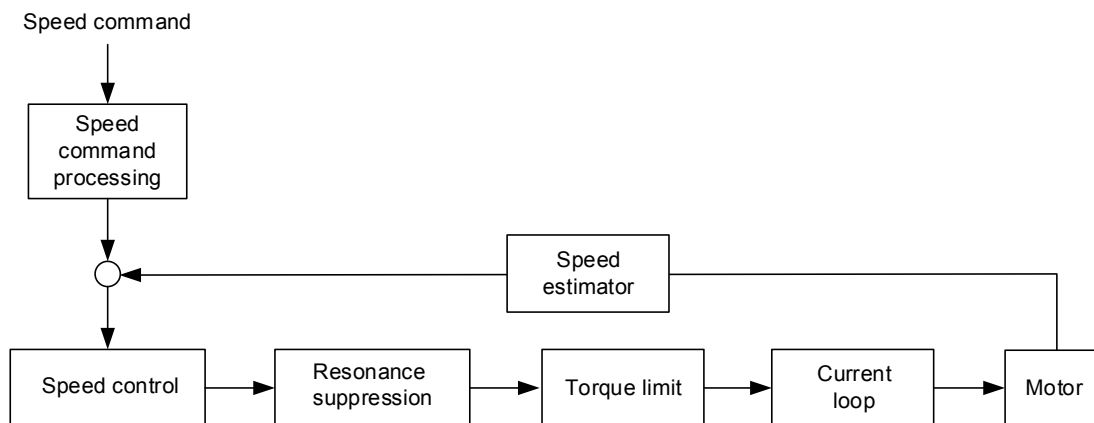 Speed command
Speed
command
processing
Speed
estimator
Speed control
Resonance
suppression
Torque limit
Current
loop
Motor